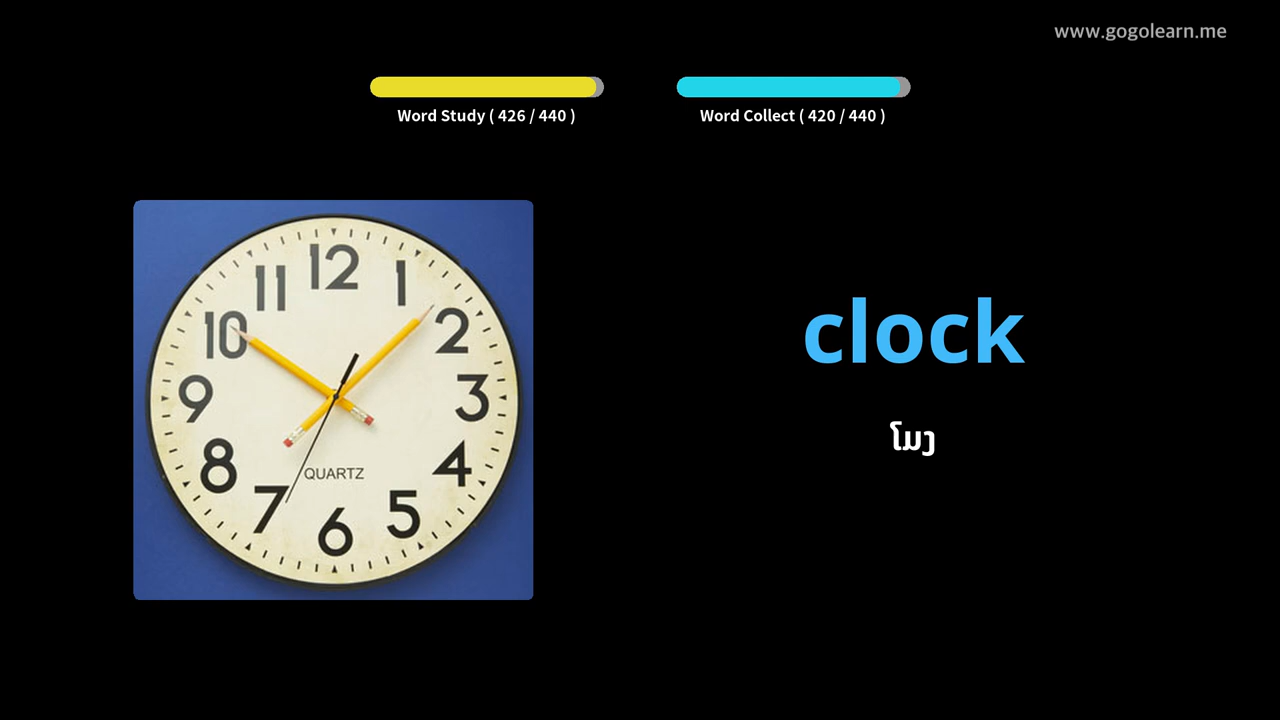 www.gogolearn.me
Word Study ( 426 / 440 )
Word Collect ( 420 / 440 )
12
11
1
10
2
9
3
8
4
7
5
6
QUARTZ
clock
ໂມງ